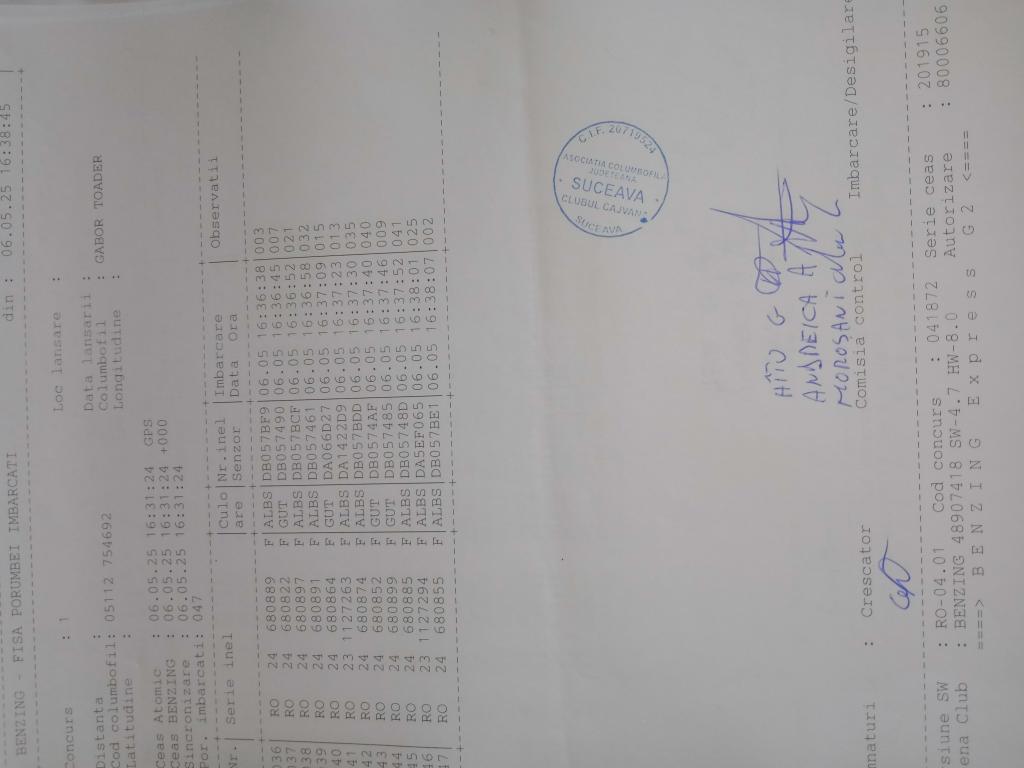 BENZING - FISA PORUMBEI IMBARCATI din : 06.05.25 16:38:45
Concurs : 1 Loc lansare :
Distanta : Data lansarii :
Cod columbofil: 05112 754692 Columbofil : GABOR TOADER
Latitudine : Longitudine :
Ceas Atomic : 06.05.25 16:31:24 GPS
Ceas BENZING : 06.05.25 16:31:24 +000
Sincronizare : 06.05.25 16:31:24
Por. imbarcati: 047
Nr.| Serie inel |Culo|Nr.inel |Imbarcare | Observatii
|are |Senzor |Data Ora |
036 RO 24 680889 F ALBS DB057BF9 06.05 16:36:38 003
037 RO 24 680822 F GUT DB057490 06.05 16:36:45 007
038 RO 24 680897 F ALBS DB057BCF 06.05 16:36:52 021
039 RO 24 680891 F ALBS DB057461 06.05 16:36:58 032
40 RO 24 680864 F GUT DA066D27 06.05 16:37:09 015
41 RO 23 1127263 F ALBS DA1422D9 06.05 16:37:23 013
42 RO 24 680874 F ALBS DB057BDD 06.05 16:37:30 035
43 RO 24 680852 F GUT DB0574AF 06.05 16:37:40 040
44 RO 24 680899 F GUT DB057485 06.05 16:37:46 009
45 RO 24 680885 F ALBS DB05748D 06.05 16:37:52 041
46 RO 23 1127294 F ALBS DA5EF065 06.05 16:38:01 025
47 RO 24 680855 F ALBS DB057BE1 06.05 16:38:07 002
C.I.F. 20719524
ASOCIATIA COLUMBOFILA
JUDETEANA
SUCEAVA
CLUBUL CAJVANA
SUCEAVA
ANDREICA A
MOROSANI
mnaturi : Crescator Comisia control Imbarcare/Desigilare
siune SW : RO-04.01 Cod concurs : 041872 Serie ceas : 201915
ena Club : BENZING 48907418 SW-4.7 HW-8.0 Autorizare : 80006606
====> B E N Z I N G E x p r e s s G 2 <====